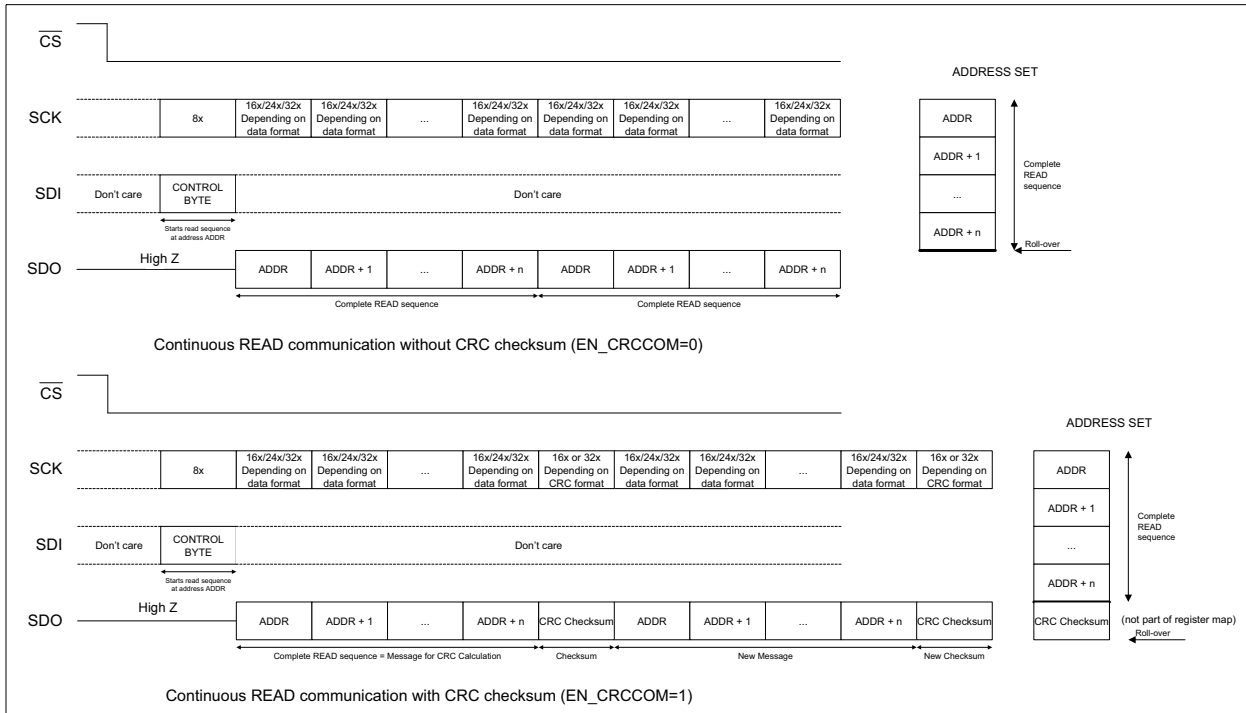 CS
ADDRESS SET
SCK
8x
16x/24x/32x Depending on data format
16x/24x/32x Depending on data format
...
16x/24x/32x Depending on data format
16x/24x/32x Depending on data format
16x/24x/32x Depending on data format
...
16x/24x/32x Depending on data format
ADDR
ADDR + 1
...
ADDR + n
Complete READ sequence
Roll-over
SDI
Don't care
CONTROL BYTE
Don't care
Starts read sequence at address ADDR
SDO
High Z
ADDR
ADDR + 1
...
ADDR + n
ADDR
ADDR + 1
...
ADDR + n
Complete READ sequence
Complete READ sequence
Continuous READ communication without CRC checksum (EN_CRCCOM=0)
CS
ADDRESS SET
SCK
8x
16x/24x/32x Depending on data format
16x/24x/32x Depending on data format
...
16x/24x/32x Depending on data format
16x or 32x Depending on CRC format
16x/24x/32x Depending on data format
16x/24x/32x Depending on data format
...
16x/24x/32x Depending on data format
16x or 32x Depending on CRC format
ADDR
ADDR + 1
...
ADDR + n
CRC Checksum
Complete READ sequence
(not part of register map)
Roll-over
SDI
Don't care
CONTROL BYTE
Don't care
Starts read sequence at address ADDR
SDO
High Z
ADDR
ADDR + 1
...
ADDR + n
CRC Checksum
ADDR
ADDR + 1
...
ADDR + n
CRC Checksum
Complete READ sequence = Message for CRC Calculation
Checksum
New Message
New Checksum
Continuous READ communication with CRC checksum (EN_CRCCOM=1)